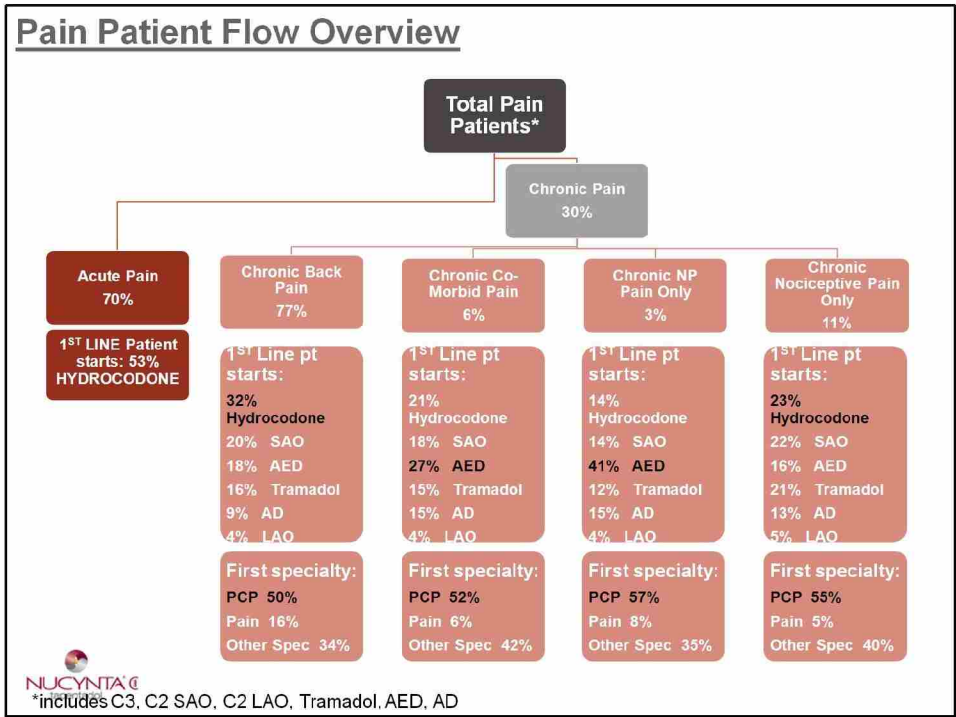 Pain Patient Flow Overview
Total Pain
Patients*
Chronic Pain
30%
Acute Pain
70%
1ST LINE Patient
starts: 53%
HYDROCODONE
Chronic Back
Pain
77%
1ST Line pt
starts:
32%
Hydrocodone
20% SAO
18% AED
16% Tramadol
9% AD
4% LAO
First specialty:
PCP 50%
Pain 16%
Other Spec 34%
Chronic Co-
Morbid Pain
6%
1ST Line pt
starts:
21%
Hydrocodone
18% SAO
27% AED
15% Tramadol
15% AD
4% LAO
First specialty:
PCP 52%
Pain 6%
Other Spec 42%
Chronic NP
Pain Only
3%
1ST Line pt
starts:
14%
Hydrocodone
14% SAO
41% AED
12% Tramadol
15% AD
4% LAO
First specialty:
PCP 57%
Pain 8%
Other Spec 35%
Chronic
Nociceptive Pain
Only
11%
1ST Line pt
starts:
23%
Hydrocodone
22% SAO
16% AED
21% Tramadol
13% AD
5% LAO
First specialty:
PCP 55%
Pain 5%
Other Spec 40%
NUCYNTA® CII
tapentadol
*includes C3, C2 SAO, C2 LAO, Tramadol, AED, AD